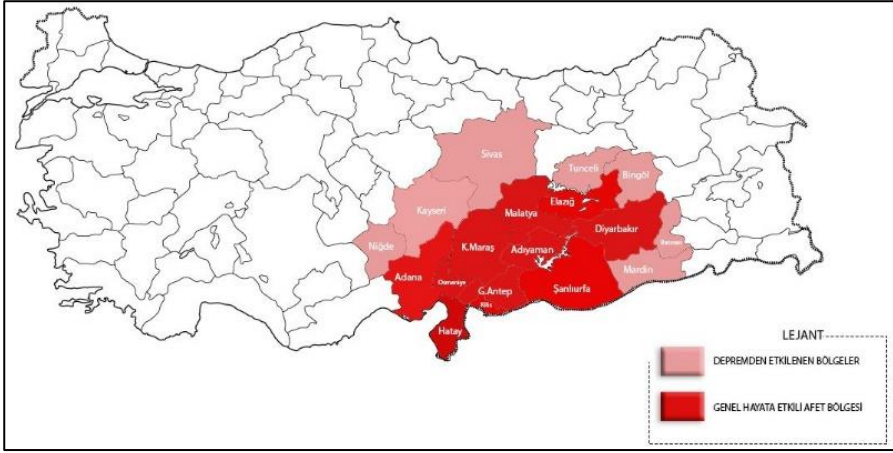 Sivas
Tunceli
Bingöl
Elazığ
Malatya
Kayseri
Diyarbakır
Niğde
K.Maraş
Adıyaman
Batman
Mardin
Adana
Osmaniye
G.Antep
Şanlıurfa
Kilis
Hatay
LEJANT
DEPREMDEN ETKİLENEN BÖLGELER
GENEL HAYATA ETKİLİ AFET BÖLGESİ